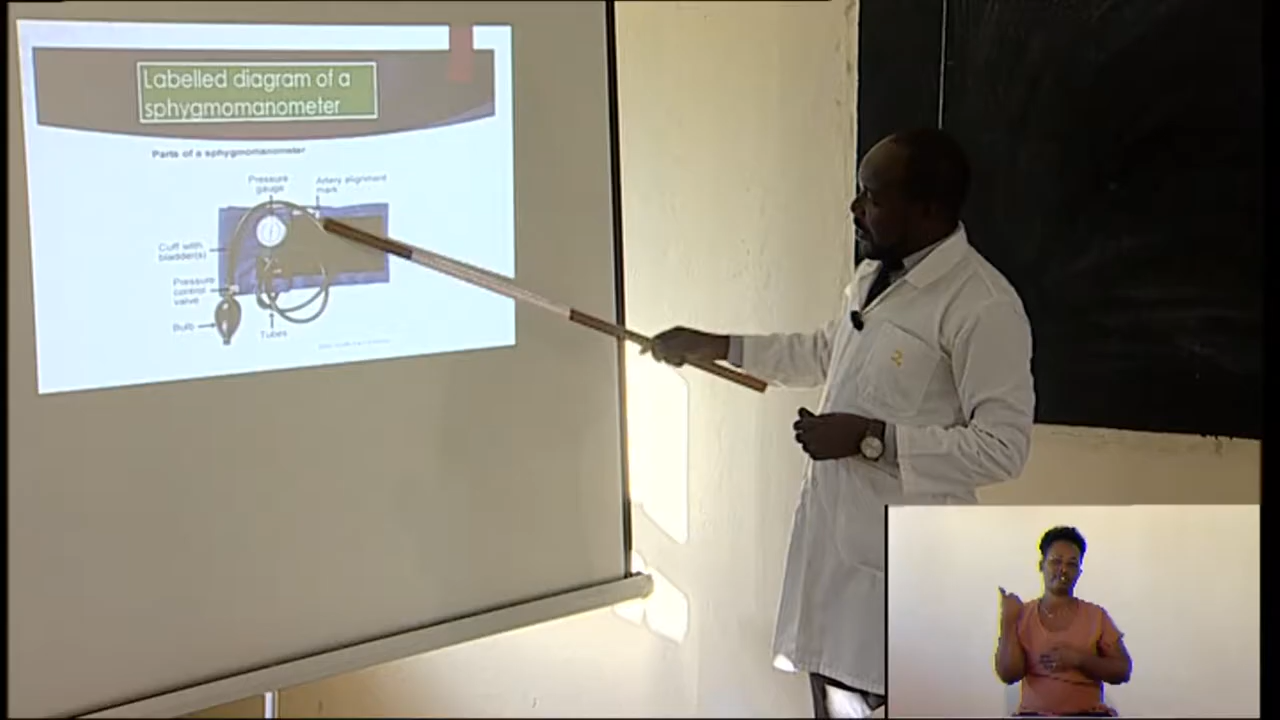 Labelled diagram of a
sphygmomanometer
Parts of a sphygmomanometer
Pressure
gauge
Artery alignment
mark
Cuff with
bladder(s)
Pressure
control
valve
Bulb
Tubes